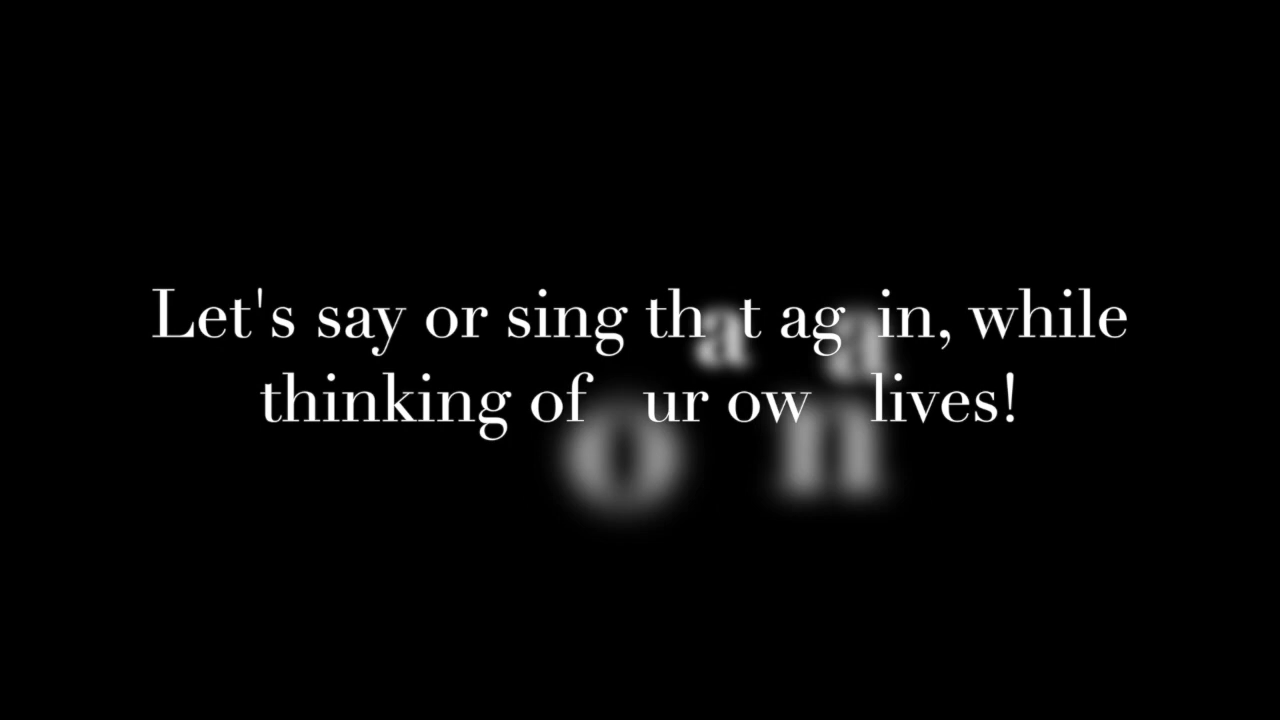 Let's say or sing that again, while
thinking of our own lives!